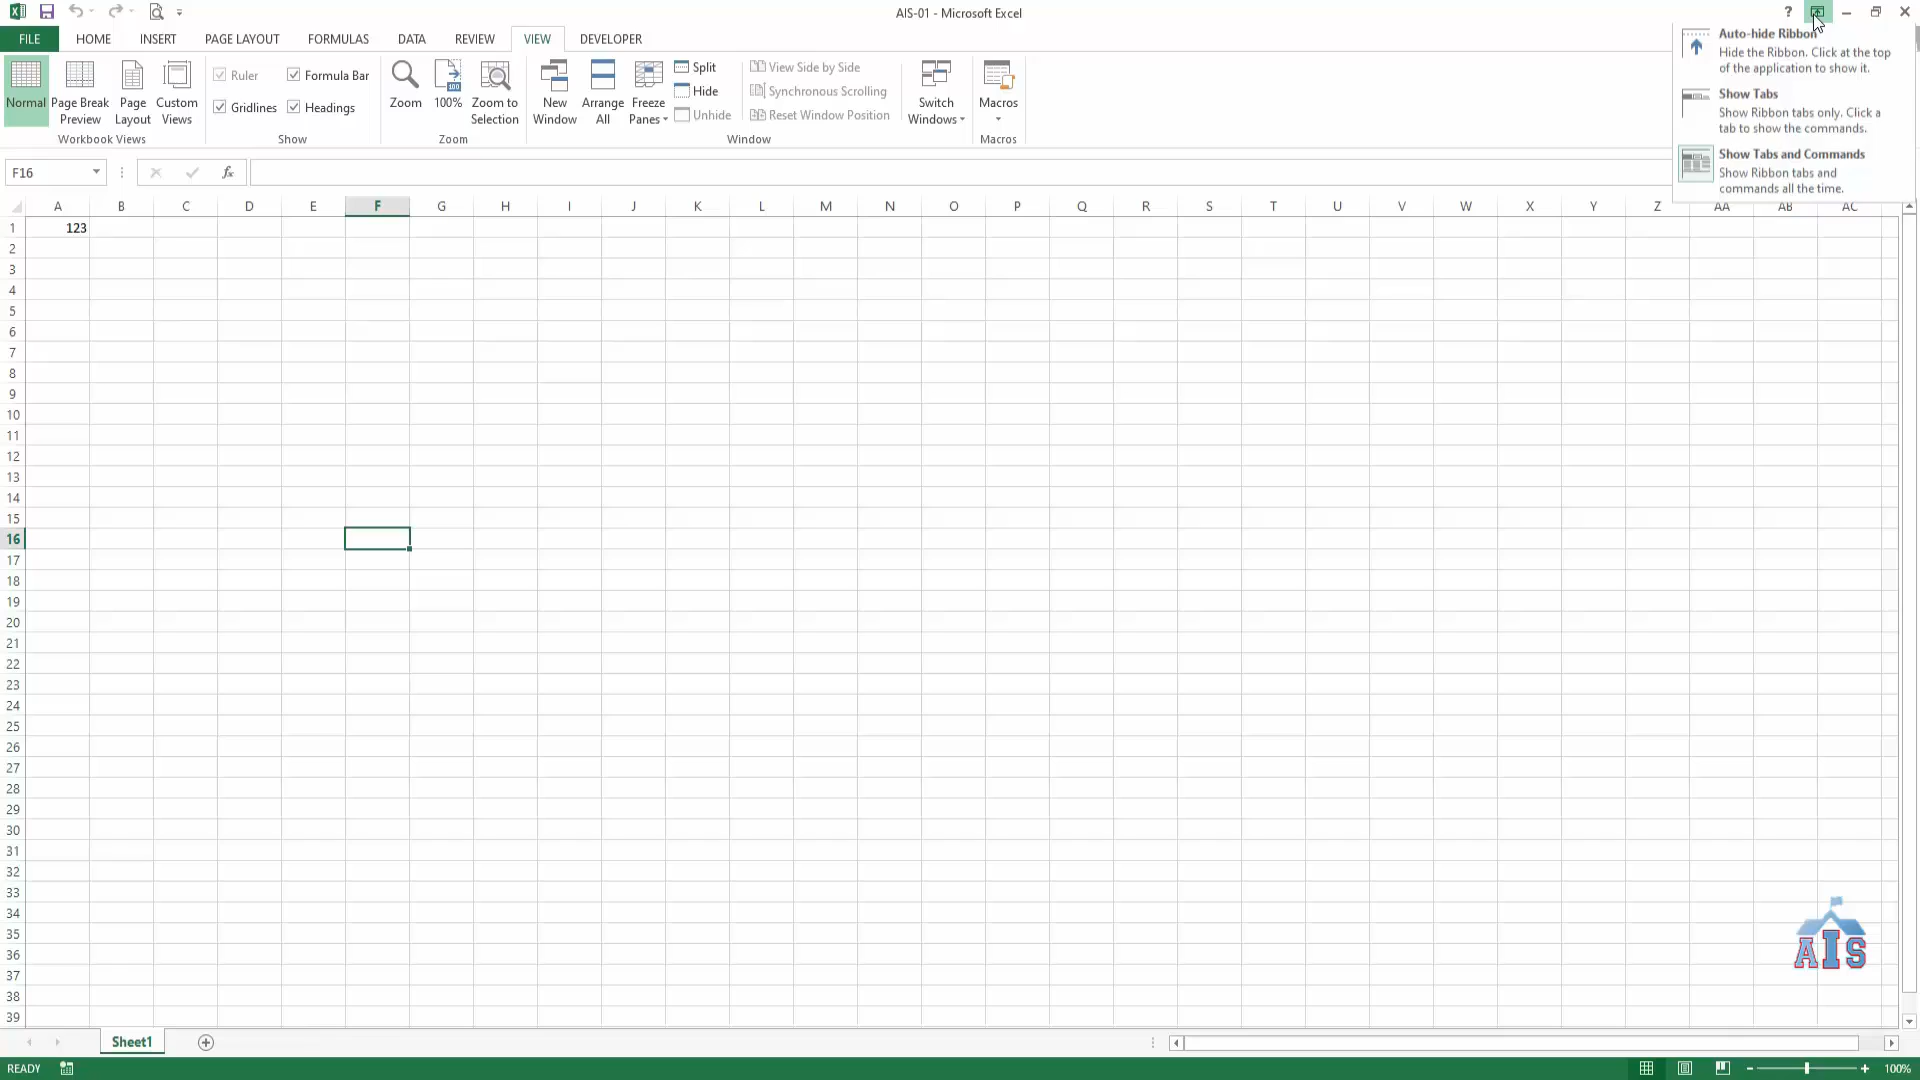 AIS-01 - Microsoft Excel
?
FILE HOME INSERT PAGE LAYOUT FORMULAS DATA REVIEW VIEW DEVELOPER
Normal
Page Break Preview
Page Layout
Custom Views
Workbook Views
Ruler
Formula Bar
Gridlines
Headings
Show
Zoom
100
100%
Zoom to Selection
Zoom
New Window
Arrange All
Freeze Panes
Split
Hide
Unhide
View Side by Side
Synchronous Scrolling
Reset Window Position
Window
Switch Windows
Macros
Macros
Auto-hide Ribbon
Hide the Ribbon. Click at the top
of the application to show it.
Show Tabs
Show Ribbon tabs only. Click a
tab to show the commands.
Show Tabs and Commands
Show Ribbon tabs and
commands all the time.
F16
fx
A B C D E F G H I J K L M N O P Q R S T U V W X Y Z AA AB AC
1 123
2
3
4
5
6
7
8
9
10
11
12
13
14
15
16
17
18
19
20
21
22
23
24
25
26
27
28
29
30
31
32
33
34
35
36
37
38
39
AIS
Sheet1
READY
100%